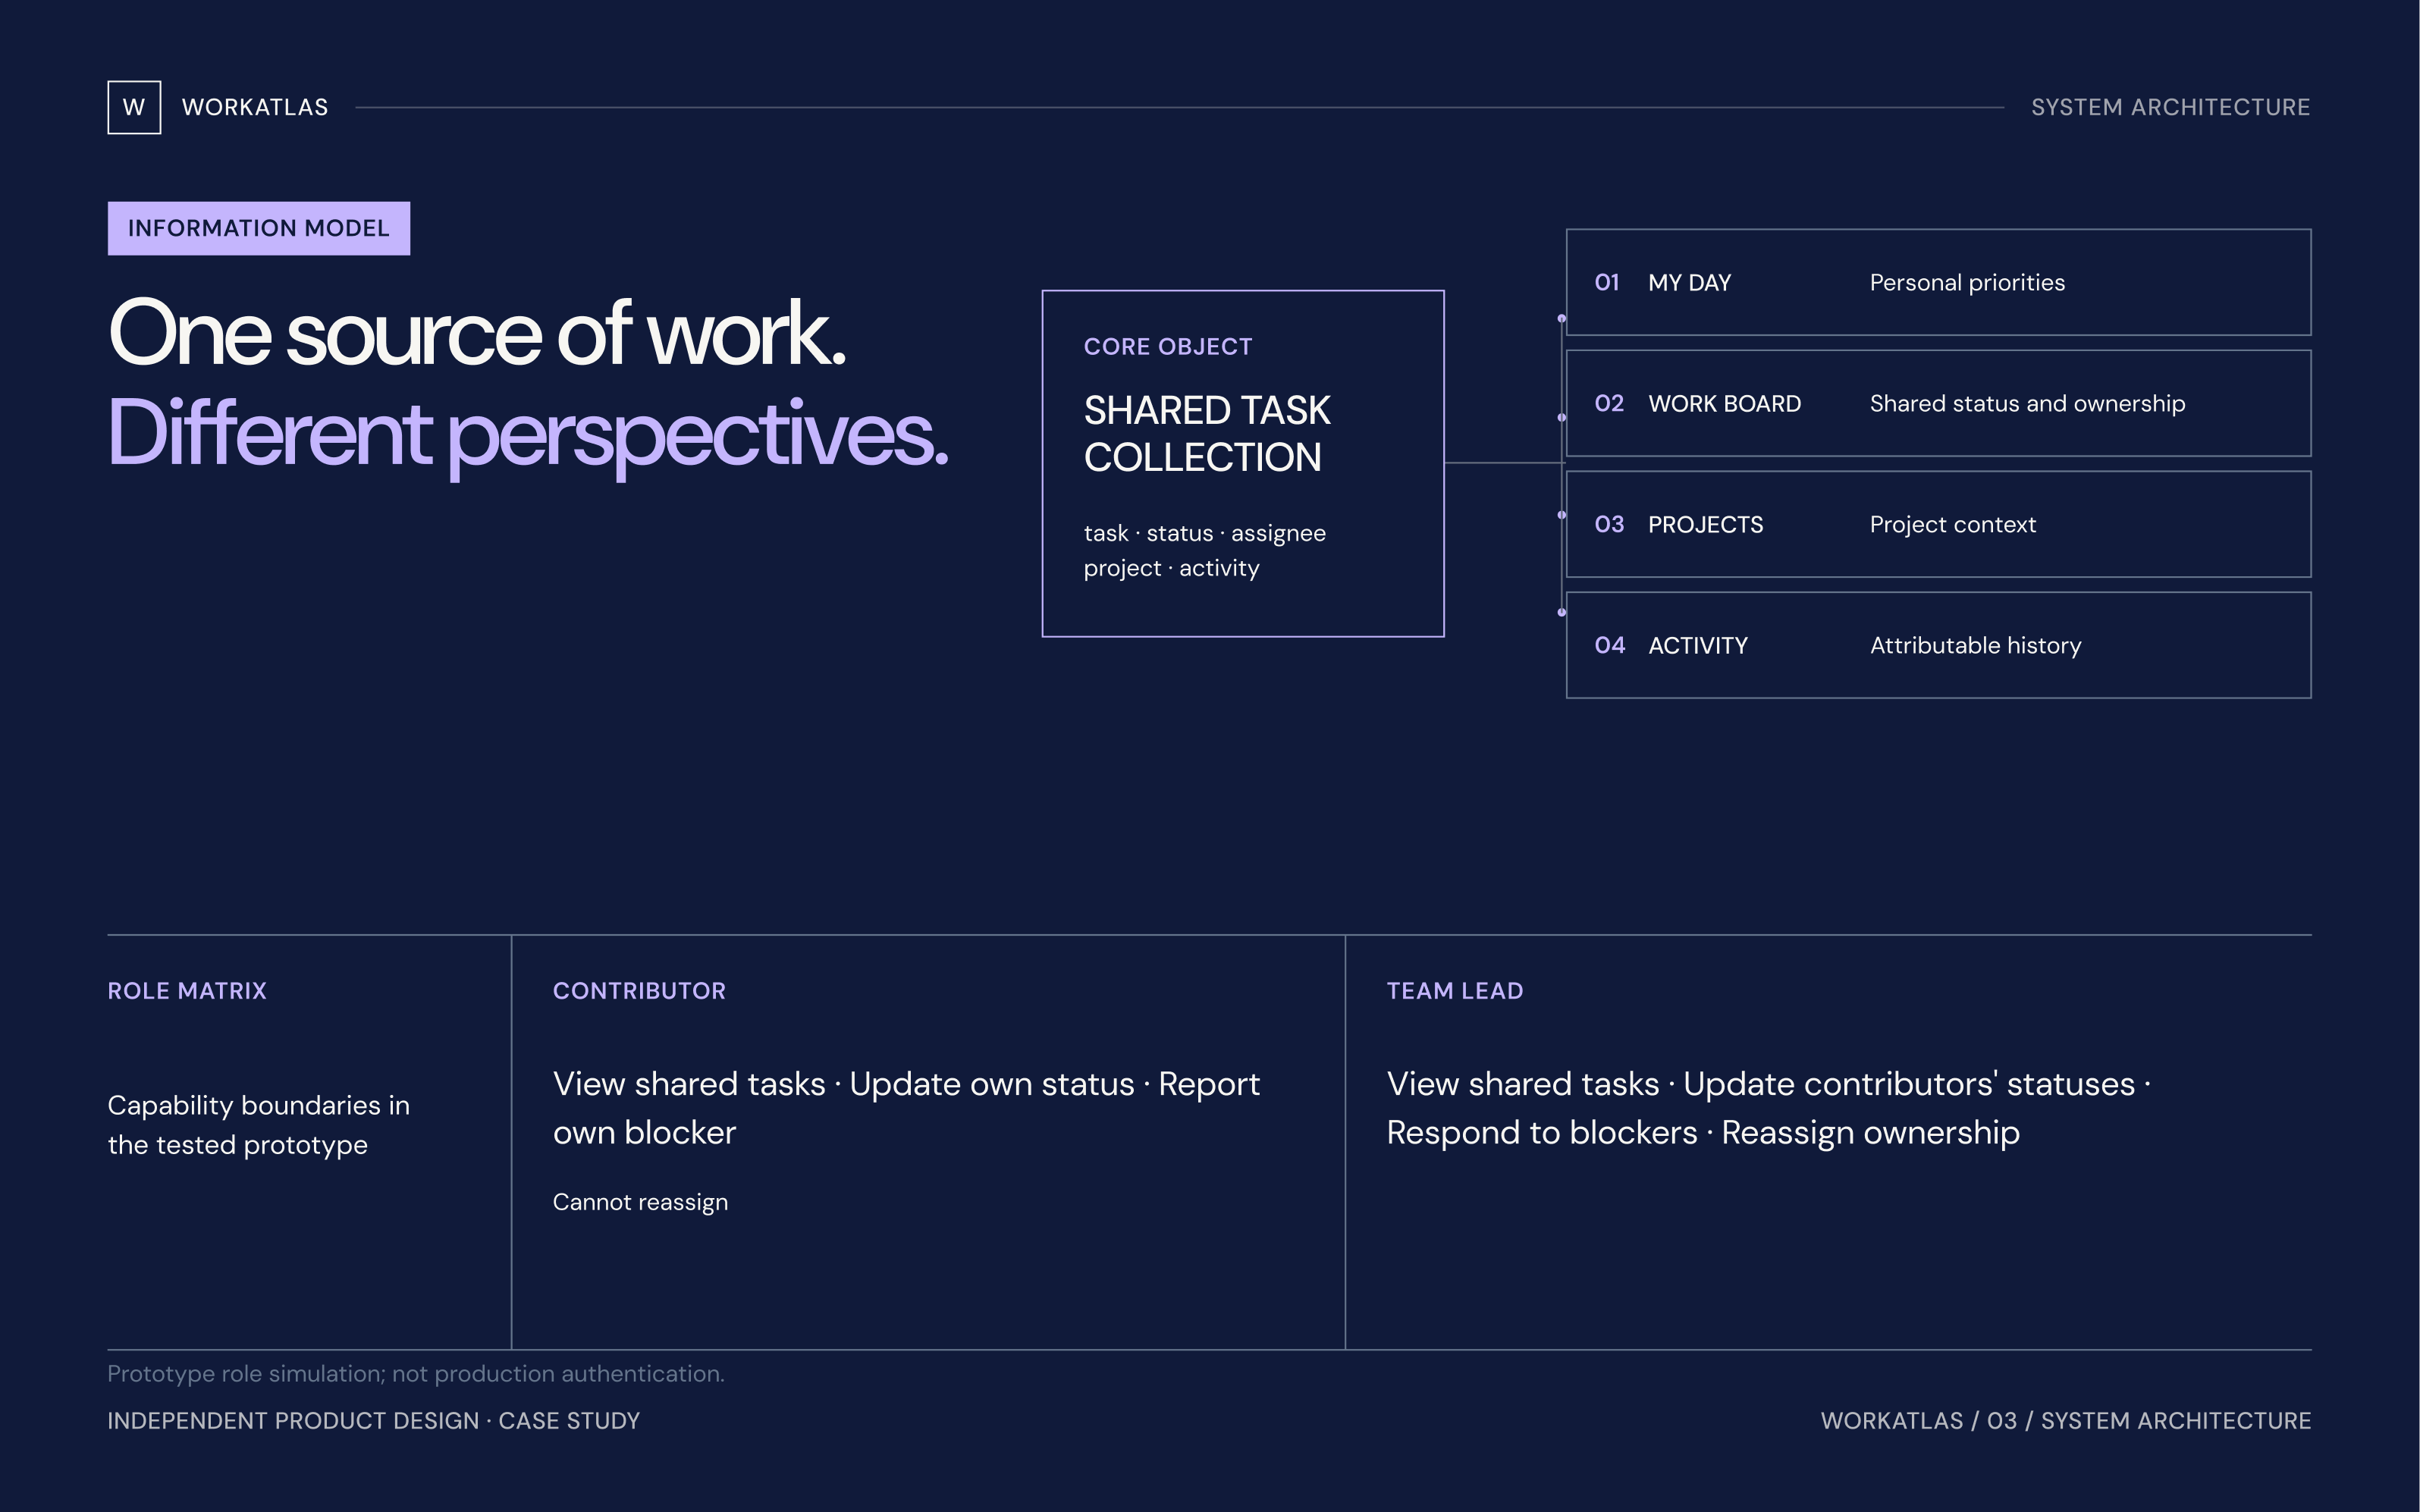 W WORKATLAS SYSTEM ARCHITECTURE
INFORMATION MODEL
One source of work.
Different perspectives.
CORE OBJECT
SHARED TASK
COLLECTION
task · status · assignee
project · activity
01 MY DAY Personal priorities
02 WORK BOARD Shared status and ownership
03 PROJECTS Project context
04 ACTIVITY Attributable history
ROLE MATRIX
Capability boundaries in
the tested prototype
CONTRIBUTOR
View shared tasks · Update own status · Report
own blocker
Cannot reassign
TEAM LEAD
View shared tasks · Update contributors' statuses ·
Respond to blockers · Reassign ownership
Prototype role simulation; not production authentication.
INDEPENDENT PRODUCT DESIGN · CASE STUDY
WORKATLAS / 03 / SYSTEM ARCHITECTURE